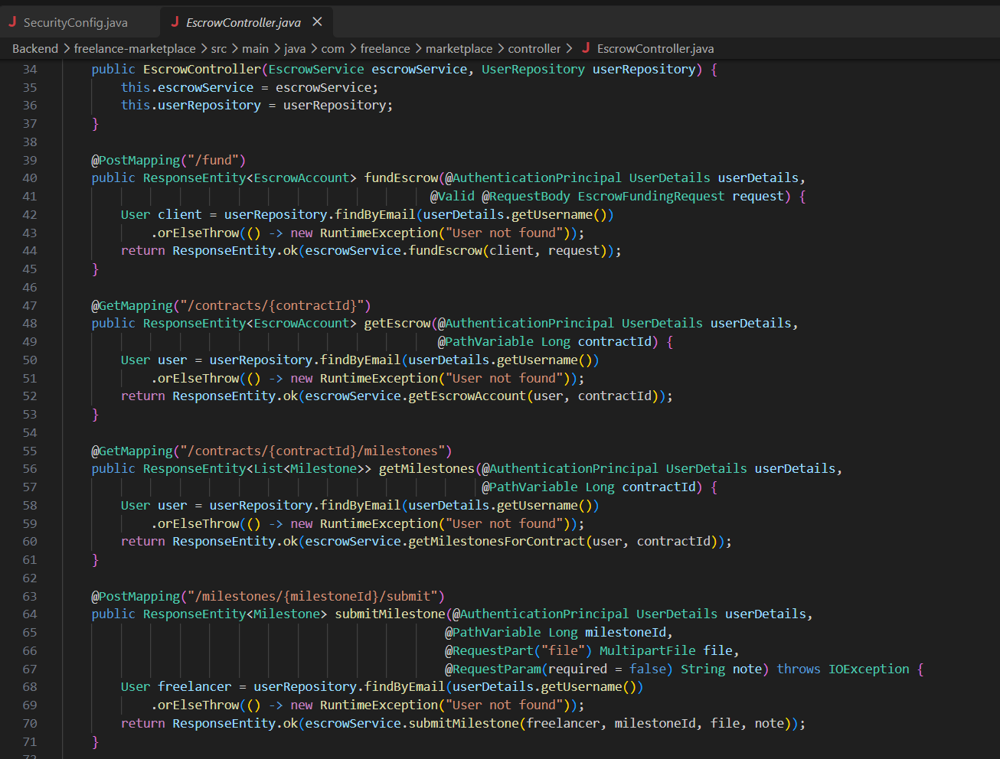 SecurityConfig.java
EscrowController.java
Backend > freelance-marketplace > src > main > java > com > freelance > marketplace > controller > EscrowController.java
34 public EscrowController(EscrowService escrowService, UserRepository userRepository) {
35 this.escrowService = escrowService;
36 this.userRepository = userRepository;
37 }
38
39 @PostMapping("/fund")
40 public ResponseEntity<EscrowAccount> fundEscrow(@AuthenticationPrincipal UserDetails userDetails,
41 @Valid @RequestBody EscrowFundingRequest request) {
42 User client = userRepository.findByEmail(userDetails.getUsername())
43 .orElseThrow(() -> new RuntimeException("User not found"));
44 return ResponseEntity.ok(escrowService.fundEscrow(client, request));
45 }
46
47 @GetMapping("/contracts/{contractId}")
48 public ResponseEntity<EscrowAccount> getEscrow(@AuthenticationPrincipal UserDetails userDetails,
49 @PathVariable Long contractId) {
50 User user = userRepository.findByEmail(userDetails.getUsername())
51 .orElseThrow(() -> new RuntimeException("User not found"));
52 return ResponseEntity.ok(escrowService.getEscrowAccount(user, contractId));
53 }
54
55 @GetMapping("/contracts/{contractId}/milestones")
56 public ResponseEntity<List<Milestone>> getMilestones(@AuthenticationPrincipal UserDetails userDetails,
57 @PathVariable Long contractId) {
58 User user = userRepository.findByEmail(userDetails.getUsername())
59 .orElseThrow(() -> new RuntimeException("User not found"));
60 return ResponseEntity.ok(escrowService.getMilestonesForContract(user, contractId));
61 }
62
63 @PostMapping("/milestones/{milestoneId}/submit")
64 public ResponseEntity<Milestone> submitMilestone(@AuthenticationPrincipal UserDetails userDetails,
65 @PathVariable Long milestoneId,
66 @RequestPart("file") MultipartFile file,
67 @RequestParam(required = false) String note) throws IOException {
68 User freelancer = userRepository.findByEmail(userDetails.getUsername())
69 .orElseThrow(() -> new RuntimeException("User not found"));
70 return ResponseEntity.ok(escrowService.submitMilestone(freelancer, milestoneId, file, note));
71 }